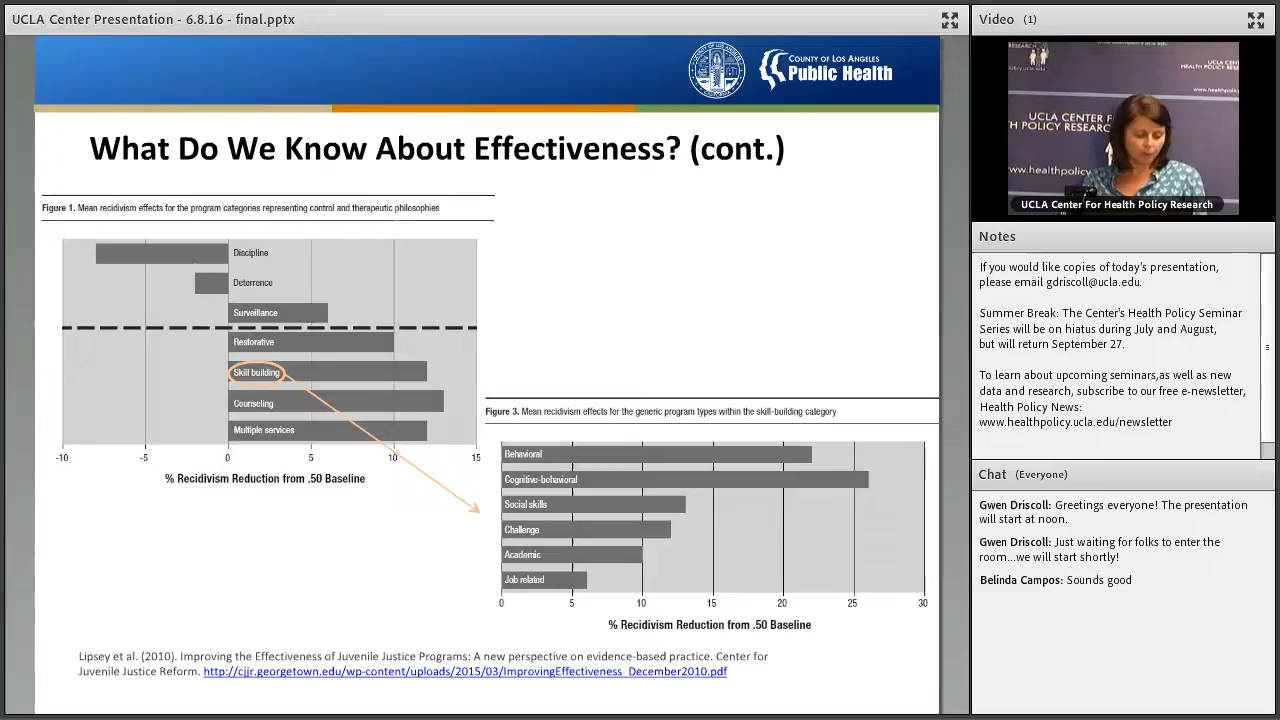 UCLA Center Presentation - 6.8.16 - final.pptx
COUNTY OF LOS ANGELES
Public Health
What Do We Know About Effectiveness? (cont.)
Figure 1. Mean recidivism effects for the program categories representing control and therapeutic philosophies
Discipline
Deterrence
Surveillance
Restorative
Skill building
Counseling
Multiple services
-10 -5 0 5 10 15
% Recidivism Reduction from .50 Baseline
Figure 3. Mean recidivism effects for the generic program types within the skill-building category
Behavioral
Cognitive-behavioral
Social skills
Challenge
Academic
Job related
0 5 10 15 20 25 30
% Recidivism Reduction from .50 Baseline
Lipsey et al. (2010). Improving the Effectiveness of Juvenile Justice Programs: A new perspective on evidence-based practice. Center for
Juvenile Justice Reform. http://cjjr.georgetown.edu/wp-content/uploads/2015/03/ImprovingEffectiveness_December2010.pdf
Video (1)
RESEARCH
UCLA CENTER F
H POLICY RESEARC
ww.healthpolicy
UCLA CENT
HEALTH POLICY RESE
www.healthpolicy
UCLA Center For Health Policy Research
Notes
If you would like copies of today's presentation,
please email gdriscoll@ucla.edu.
Summer Break: The Center's Health Policy Seminar
Series will be on hiatus during July and August,
but will return September 27.
To learn about upcoming seminars,as well as new
data and research, subscribe to our free e-newsletter,
Health Policy News:
www.healthpolicy.ucla.edu/newsletter
Chat (Everyone)
Gwen Driscoll: Greetings everyone! The presentation
will start at noon.
Gwen Driscoll: Just waiting for folks to enter the
room...we will start shortly!
Belinda Campos: Sounds good